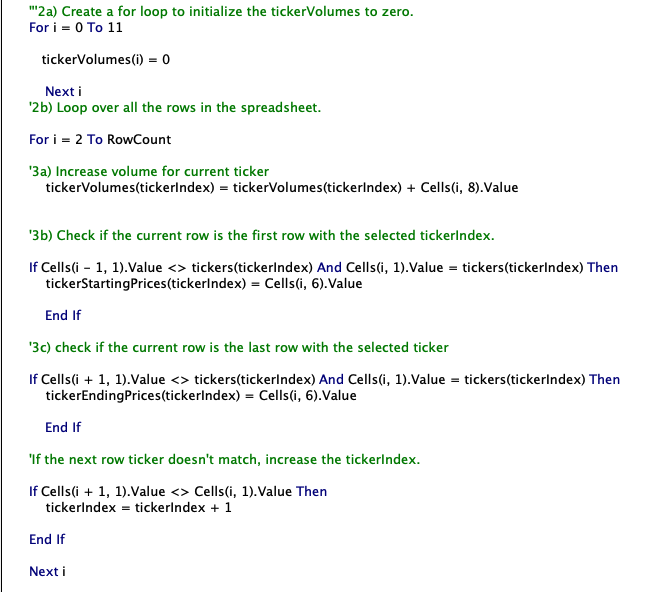 '''2a) Create a for loop to initialize the tickerVolumes to zero.
For i = 0 To 11
tickerVolumes(i) = 0
Next i
'2b) Loop over all the rows in the spreadsheet.
For i = 2 To RowCount
'3a) Increase volume for current ticker
tickerVolumes(tickerIndex) = tickerVolumes(tickerIndex) + Cells(i, 8).Value
'3b) Check if the current row is the first row with the selected tickerIndex.
If Cells(i - 1, 1).Value <> tickers(tickerIndex) And Cells(i, 1).Value = tickers(tickerIndex) Then
tickerStartingPrices(tickerIndex) = Cells(i, 6).Value
End If
'3c) check if the current row is the last row with the selected ticker
If Cells(i + 1, 1).Value <> tickers(tickerIndex) And Cells(i, 1).Value = tickers(tickerIndex) Then
tickerEndingPrices(tickerIndex) = Cells(i, 6).Value
End If
'If the next row ticker doesn't match, increase the tickerIndex.
If Cells(i + 1, 1).Value <> Cells(i, 1).Value Then
tickerIndex = tickerIndex + 1
End If
Next i